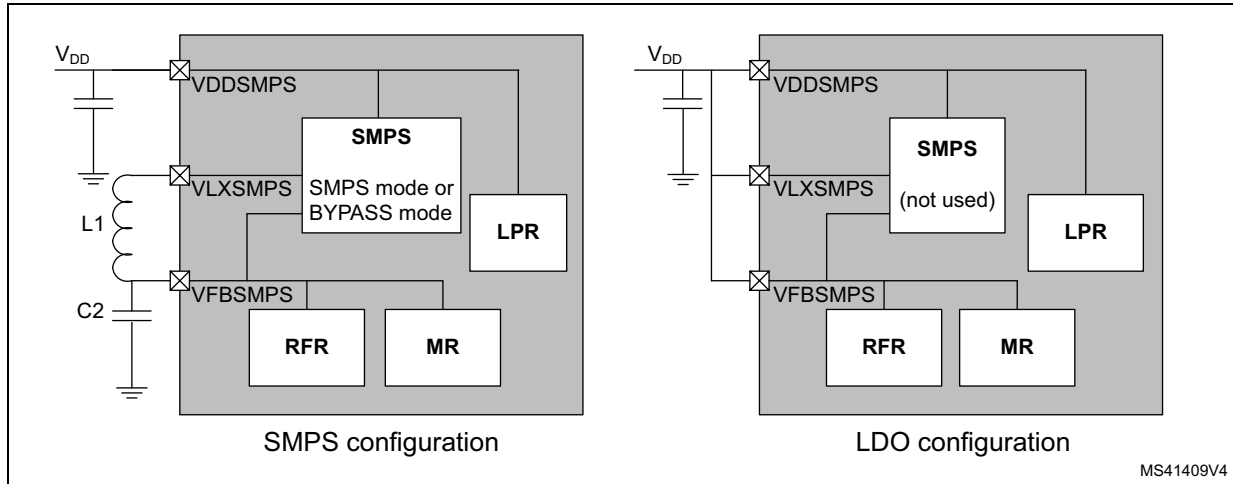 VDD
VDDSMPS
SMPS
SMPS mode or
BYPASS mode
VLXSMPS
L1
LPR
VFBSMPS
C2
RFR
MR
SMPS configuration
VDD
VDDSMPS
SMPS
(not used)
VLXSMPS
LPR
VFBSMPS
RFR
MR
LDO configuration
MS41409V4